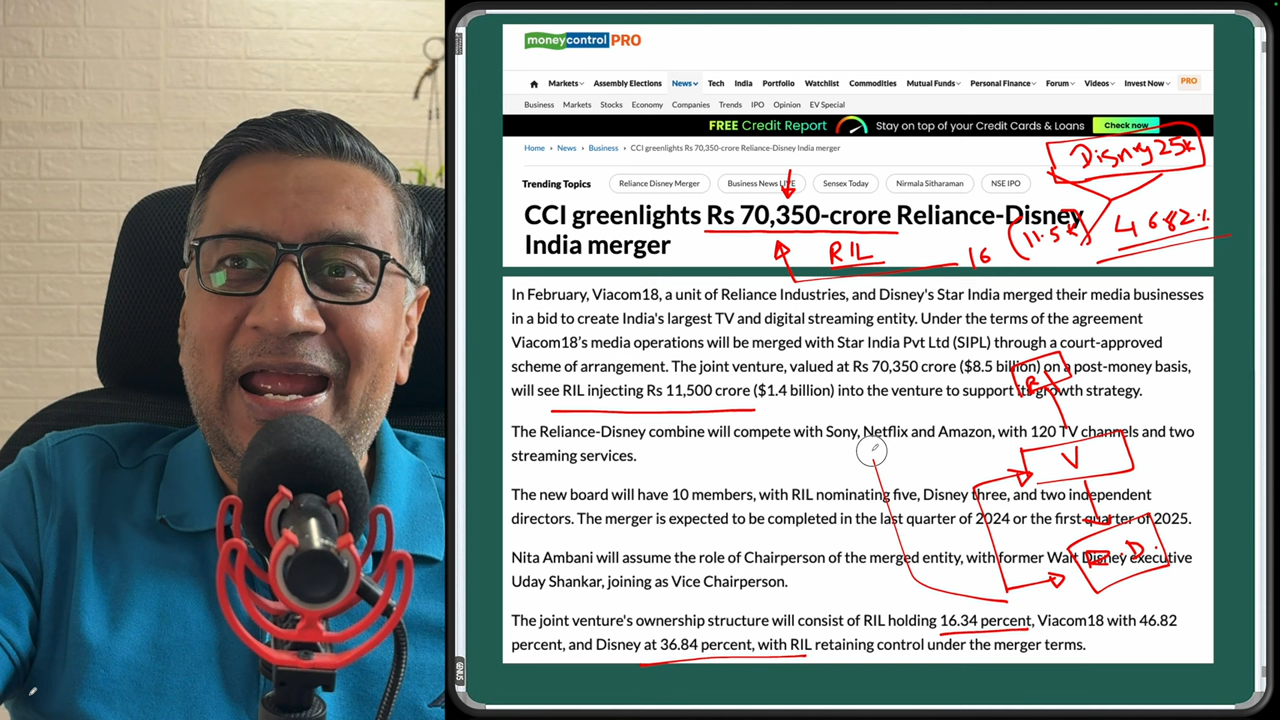 moneycontrol PRO
Markets Assembly Elections News Tech India Portfolio Watchlist Commodities Mutual Funds Personal Finance Forum Videos Invest Now PRO
Business Markets Stocks Economy Companies Trends IPO Opinion EV Special
FREE Credit Report Stay on top of your Credit Cards & Loans Check now
Home > News > Business > CCI greenlights Rs 70,350-crore Reliance-Disney India merger
Disney 25k
Trending Topics Reliance Disney Merger Business News LIVE Sensex Today Nirmala Sitharaman NSE IPO
CCI greenlights Rs 70,350-crore Reliance-Disney
India merger
RIL
16
(11.5k)
46.82%
In February, Viacom18, a unit of Reliance Industries, and Disney's Star India merged their media businesses
in a bid to create India's largest TV and digital streaming entity. Under the terms of the agreement
Viacom18's media operations will be merged with Star India Pvt Ltd (SIPL) through a court-approved
scheme of arrangement. The joint venture, valued at Rs 70,350 crore ($8.5 billion) on a post-money basis,
will see RIL injecting Rs 11,500 crore ($1.4 billion) into the venture to support its growth strategy.
R
The Reliance-Disney combine will compete with Sony, Netflix and Amazon, with 120 TV channels and two
streaming services.
V
The new board will have 10 members, with RIL nominating five, Disney three, and two independent
directors. The merger is expected to be completed in the last quarter of 2024 or the first quarter of 2025.
D
Nita Ambani will assume the role of Chairperson of the merged entity, with former Walt Disney executive
Uday Shankar, joining as Vice Chairperson.
The joint venture's ownership structure will consist of RIL holding 16.34 percent, Viacom18 with 46.82
percent, and Disney at 36.84 percent, with RIL retaining control under the merger terms.
GENIUS